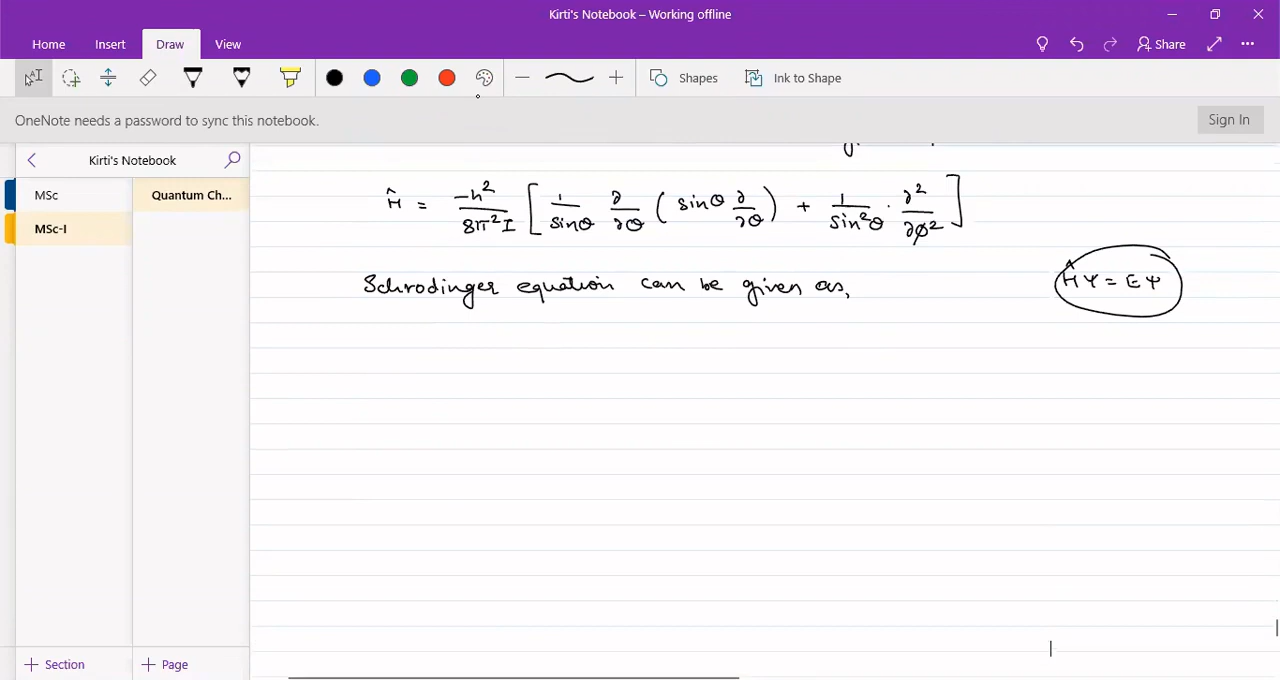 Kirti's Notebook – Working offline
Home Insert Draw View
Share
Shapes Ink to Shape
OneNote needs a password to sync this notebook.
Sign In
Kirti's Notebook
MSc
Quantum Ch...
MSc-I
Ĥ = -h²/8π²I [ 1/sinθ ∂/∂θ ( sinθ ∂/∂θ ) + 1/sin²θ · ∂²/∂φ² ]
Schrodinger equation can be given as,
ĤΨ = EΨ
+ Section + Page